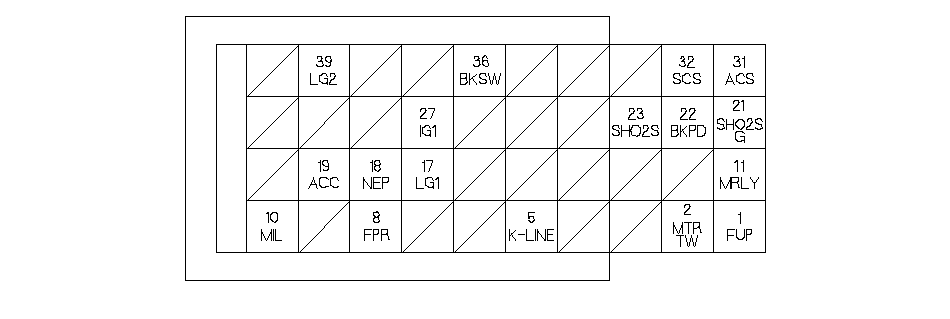 39
LG2
36
BKSW
32
SCS
31
ACS
27
IG1
23
SHO2S
22
BKPD
21
SHO2S
G
19
ACC
18
NEP
17
LG1
11
MRLY
10
MIL
8
FPR
5
K-LINE
2
MTR
TW
1
FUP